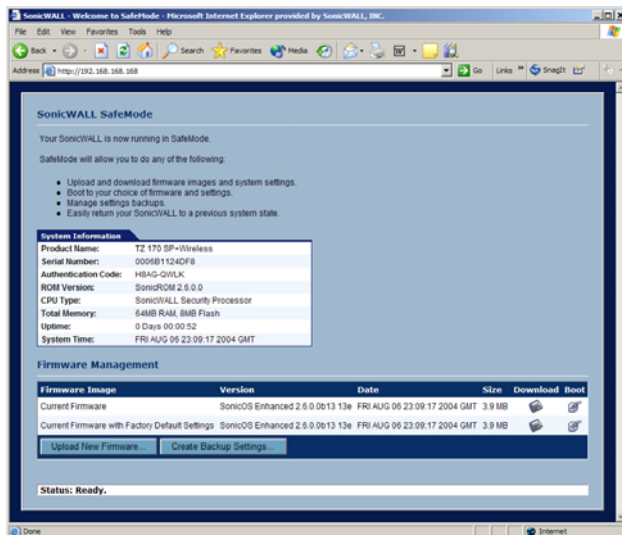 SonicWALL - Welcome to SafeMode - Microsoft Internet Explorer provided by SonicWALL, INC.
File Edit View Favorites Tools Help
Back Search Favorites Media
Address http://192.168.168.168 Go Links SnagIt
SonicWALL SafeMode
Your SonicWALL is now running in SafeMode.
SafeMode will allow you to do any of the following:
Upload and download firmware images and system settings.
Boot to your choice of firmware and settings.
Manage settings backups.
Easily return your SonicWALL to a previous system state.
System Information
Product Name: TZ 170 SP+Wireless
Serial Number: 0006B1124DF8
Authentication Code: H8AG-QWLK
ROM Version: SonicROM 2.6.0.0
CPU Type: SonicWALL Security Processor
Total Memory: 64MB RAM, 8MB Flash
Uptime: 0 Days 00:00:52
System Time: FRI AUG 06 23:09:17 2004 GMT
Firmware Management
Firmware Image Version Date Size Download Boot
Current Firmware SonicOS Enhanced 2.6.0.0b13 13e FRI AUG 06 23:09:17 2004 GMT 3.9 MB
Current Firmware with Factory Default Settings SonicOS Enhanced 2.6.0.0b13 13e FRI AUG 06 23:09:17 2004 GMT 3.9 MB
Upload New Firmware... Create Backup Settings...
Status: Ready.
Done Internet